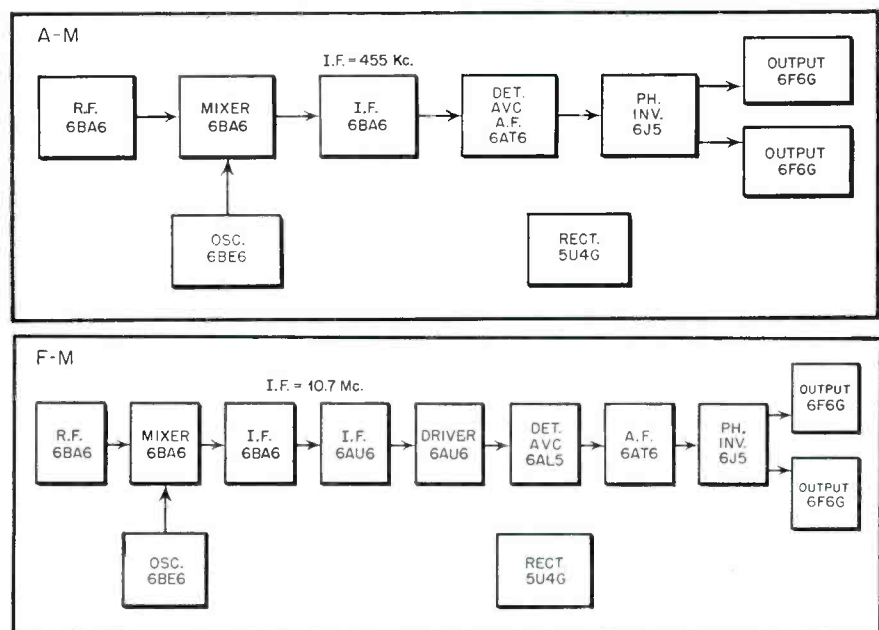 A-M
I.F. = 455 Kc.
R.F.
6BA6
MIXER
6BA6
I.F.
6BA6
DET.
AVC
A.F.
6AT6
PH.
INV.
6J5
OUTPUT
6F6G
OUTPUT
6F6G
OSC.
6BE6
RECT.
5U4G
F-M
I.F. = 10.7 Mc.
R.F.
6BA6
MIXER
6BA6
I.F.
6BA6
I.F.
6AU6
DRIVER
6AU6
DET.
AVC
6AL5
A.F.
6AT6
PH.
INV.
6J5
OUTPUT
6F6G
OUTPUT
6F6G
OSC.
6BE6
RECT.
5U4G